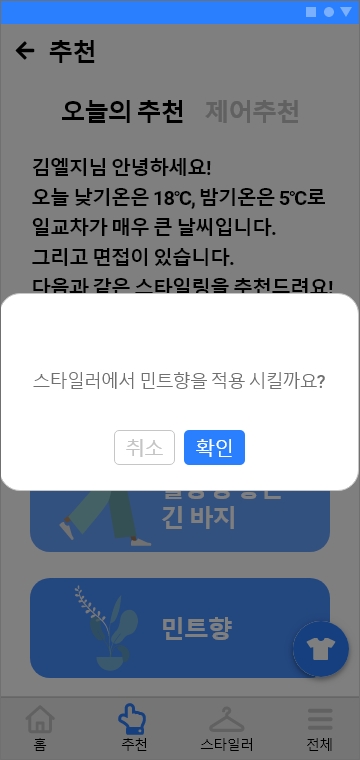 추천
오늘의 추천 제어추천
김엘지님 안녕하세요!
오늘 낮기온은 18℃, 밤기온은 5℃로
일교차가 매우 큰 날씨입니다.
그리고 면접이 있습니다.
다음과 같은 스타일링을 추천드려요!
스타일러에서 민트향을 적용 시킬까요?
취소 확인
긴 바지
민트향
홈 추천 스타일러 전체